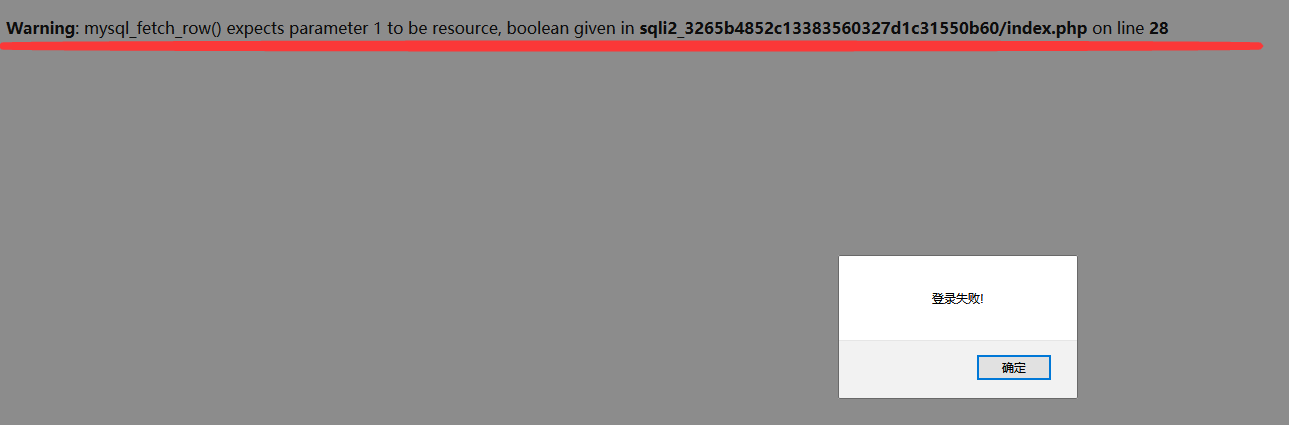 Warning: mysql_fetch_row() expects parameter 1 to be resource, boolean given in sqli2_3265b4852c13383560327d1c31550b60/index.php on line 28
登录失败!
确定